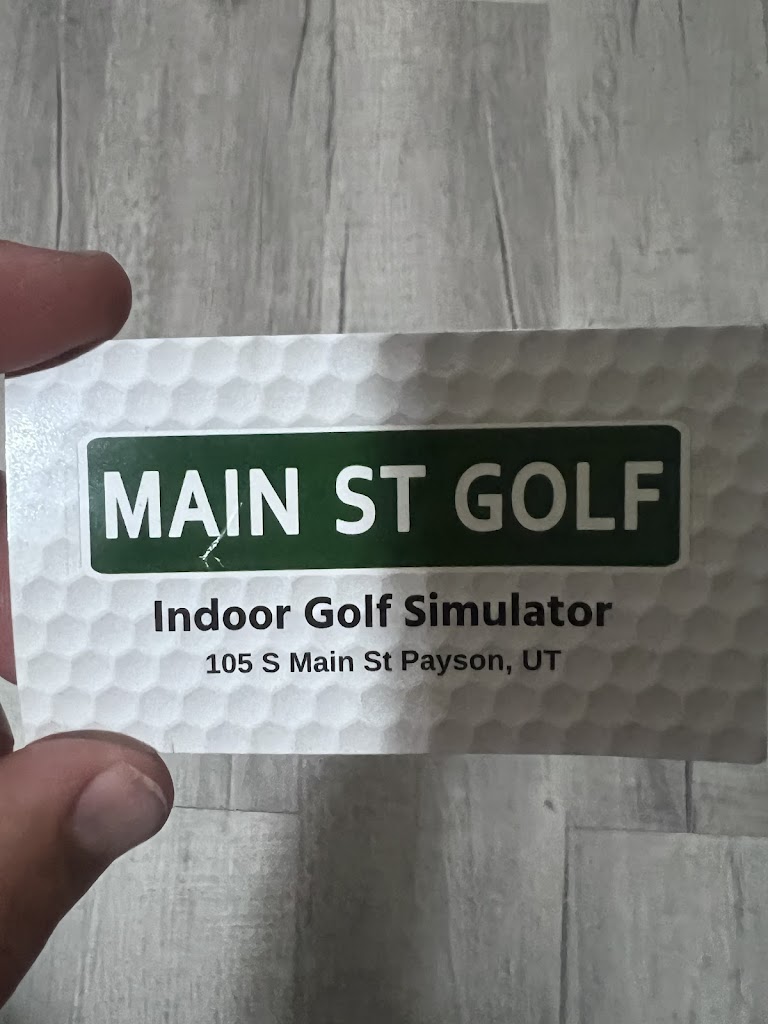 MAIN ST GOLF
Indoor Golf Simulator
105 S Main St Payson, UT